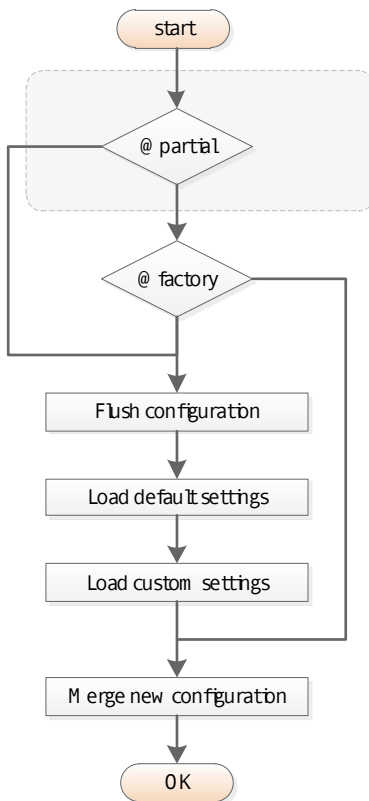 start
@ partial
@ factory
Flush configuration
Load default settings
Load custom settings
Merge new configuration
OK